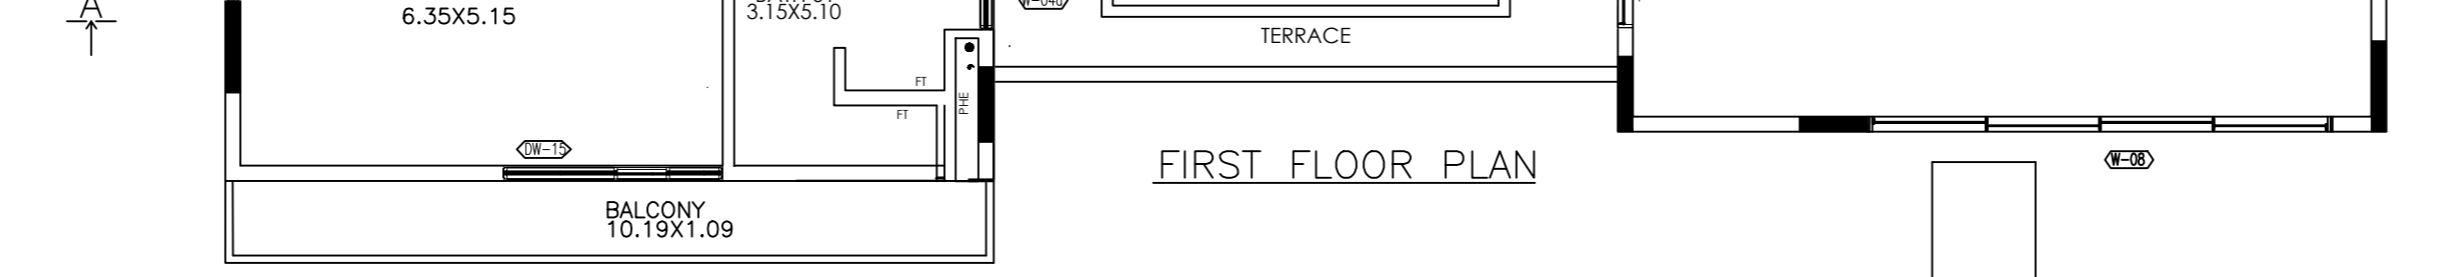 A
6.35X5.15
3.15X5.10
TERRACE
FT
PHE
FT
DW-15
FIRST FLOOR PLAN
W-08
BALCONY
10.19X1.09